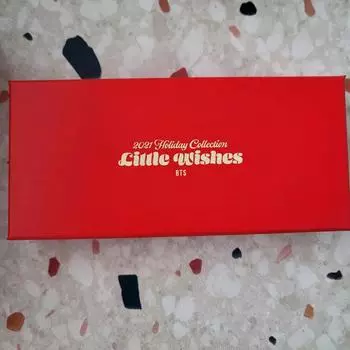 2021 Holiday Collection
Little Wishes
BTS